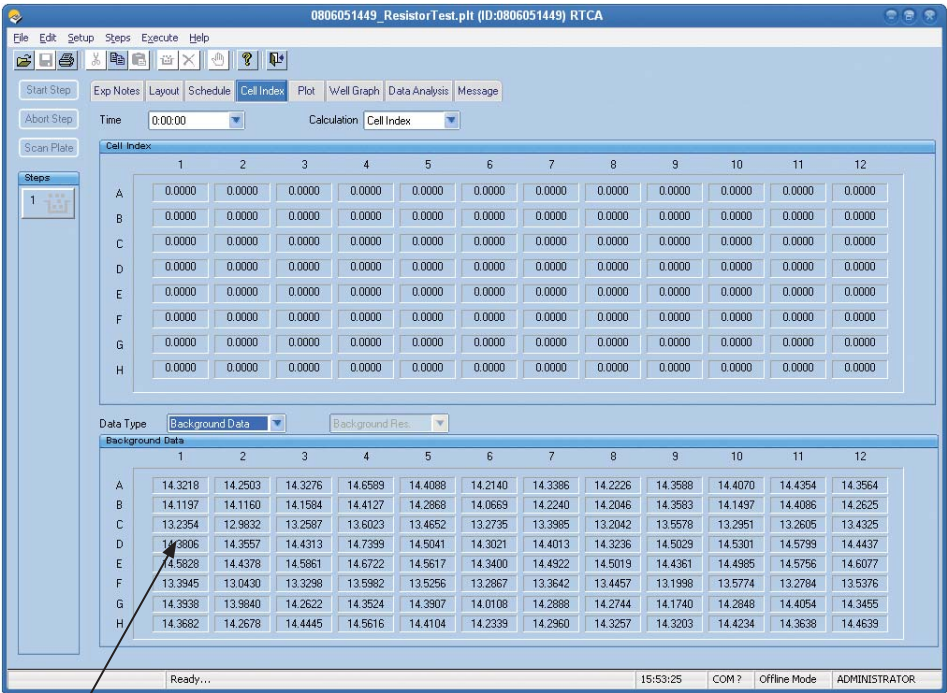 0806051449_ResistorTest.plt (ID:0806051449) RTCA
File Edit Setup Steps Execute Help
Start Step Exp Notes Layout Schedule Cell Index Plot Well Graph Data Analysis Message
Abort Step Time 0:00:00 Calculation Cell Index
Scan Plate Cell Index
1 2 3 4 5 6 7 8 9 10 11 12
Steps
1
A 0.0000 0.0000 0.0000 0.0000 0.0000 0.0000 0.0000 0.0000 0.0000 0.0000 0.0000 0.0000
B 0.0000 0.0000 0.0000 0.0000 0.0000 0.0000 0.0000 0.0000 0.0000 0.0000 0.0000 0.0000
C 0.0000 0.0000 0.0000 0.0000 0.0000 0.0000 0.0000 0.0000 0.0000 0.0000 0.0000 0.0000
D 0.0000 0.0000 0.0000 0.0000 0.0000 0.0000 0.0000 0.0000 0.0000 0.0000 0.0000 0.0000
E 0.0000 0.0000 0.0000 0.0000 0.0000 0.0000 0.0000 0.0000 0.0000 0.0000 0.0000 0.0000
F 0.0000 0.0000 0.0000 0.0000 0.0000 0.0000 0.0000 0.0000 0.0000 0.0000 0.0000 0.0000
G 0.0000 0.0000 0.0000 0.0000 0.0000 0.0000 0.0000 0.0000 0.0000 0.0000 0.0000 0.0000
H 0.0000 0.0000 0.0000 0.0000 0.0000 0.0000 0.0000 0.0000 0.0000 0.0000 0.0000 0.0000
Data Type Background Data Background Res.
Background Data
1 2 3 4 5 6 7 8 9 10 11 12
A 14.3218 14.2503 14.3276 14.6589 14.4088 14.2140 14.3386 14.2226 14.3588 14.4070 14.4354 14.3564
B 14.1197 14.1160 14.1584 14.4127 14.2868 14.0669 14.2240 14.2046 14.3583 14.1497 14.4086 14.2625
C 13.2354 12.9832 13.2587 13.6023 13.4652 13.2735 13.3985 13.2042 13.5578 13.2951 13.2605 13.4325
D 14.3806 14.3557 14.4313 14.7399 14.5041 14.3021 14.4013 14.3236 14.5029 14.5301 14.5799 14.4437
E 14.5828 14.4378 14.5861 14.6722 14.5617 14.3400 14.4922 14.5019 14.4361 14.4985 14.5756 14.6077
F 13.3945 13.0430 13.3298 13.5982 13.5256 13.2867 13.3642 13.4457 13.1998 13.5774 13.2784 13.5376
G 14.3938 13.9840 14.2622 14.3524 14.3907 14.0108 14.2888 14.2744 14.1740 14.2848 14.4054 14.3455
H 14.3682 14.2678 14.4445 14.5616 14.4104 14.2339 14.2960 14.3257 14.3203 14.4234 14.3638 14.4639
Ready... 15:53:25 COM ? Offline Mode ADMINISTRATOR